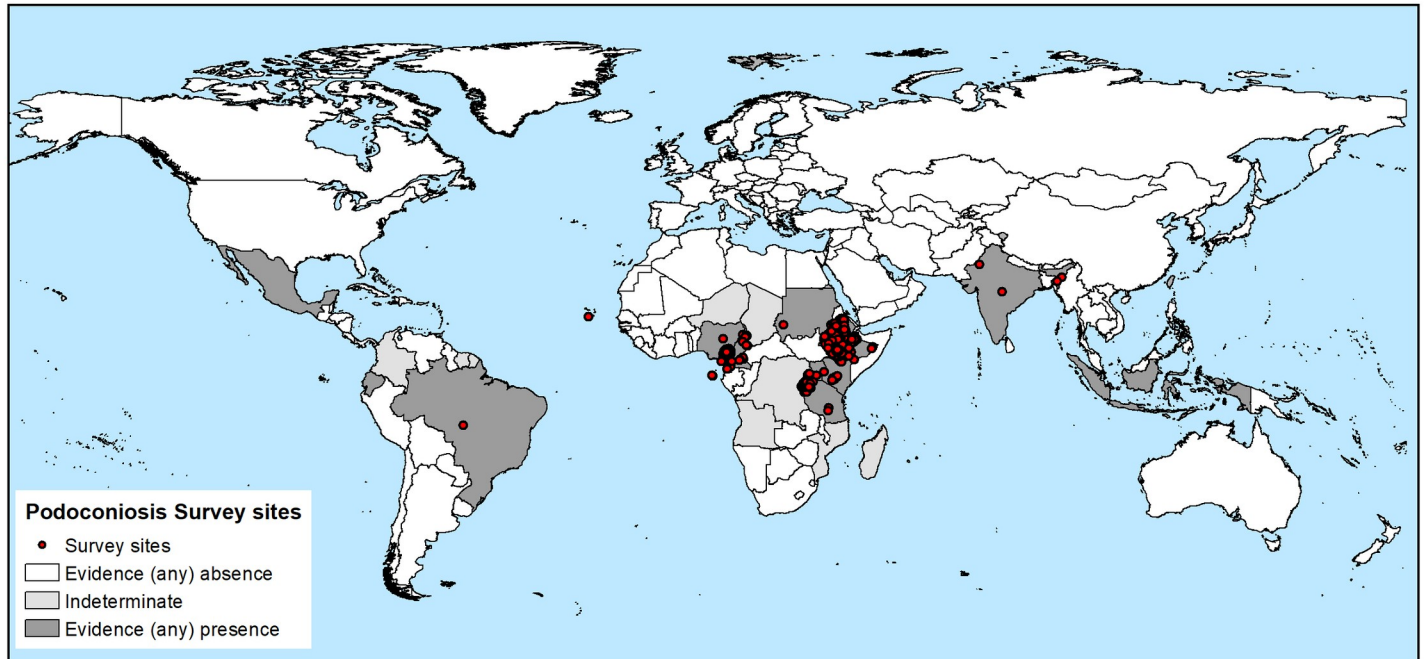 Podoconiosis Survey sites
Survey sites
Evidence (any) absence
Indeterminate
Evidence (any) presence